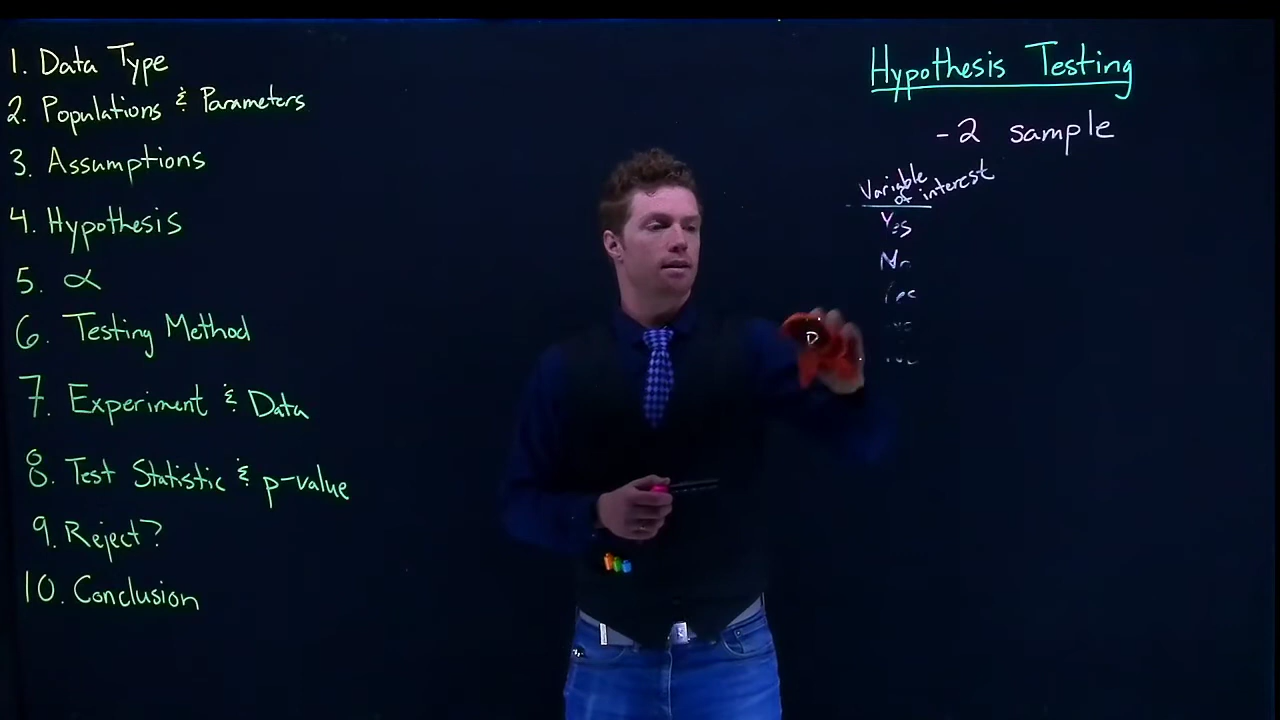 1. Data Type
2. Populations & Parameters
3. Assumptions
4. Hypothesis
5. α
6. Testing Method
7. Experiment & Data
8. Test Statistic & p-value
9. Reject?
10. Conclusion
Hypothesis Testing
- 2 sample
Variable
of interest
Yes
No